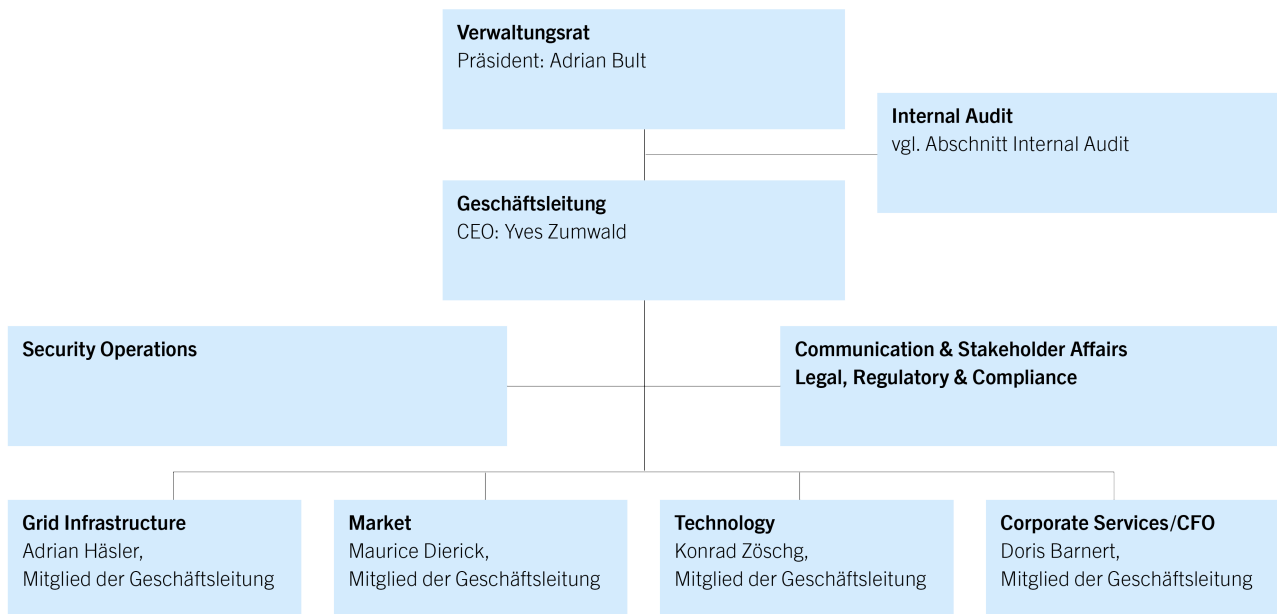 Verwaltungsrat
Präsident: Adrian Bult
Internal Audit
vgl. Abschnitt Internal Audit
Geschäftsleitung
CEO: Yves Zumwald
Security Operations
Communication & Stakeholder Affairs
Legal, Regulatory & Compliance
Grid Infrastructure
Adrian Häsler,
Mitglied der Geschäftsleitung
Market
Maurice Dierick,
Mitglied der Geschäftsleitung
Technology
Konrad Zöschg,
Mitglied der Geschäftsleitung
Corporate Services/CFO
Doris Barnert,
Mitglied der Geschäftsleitung